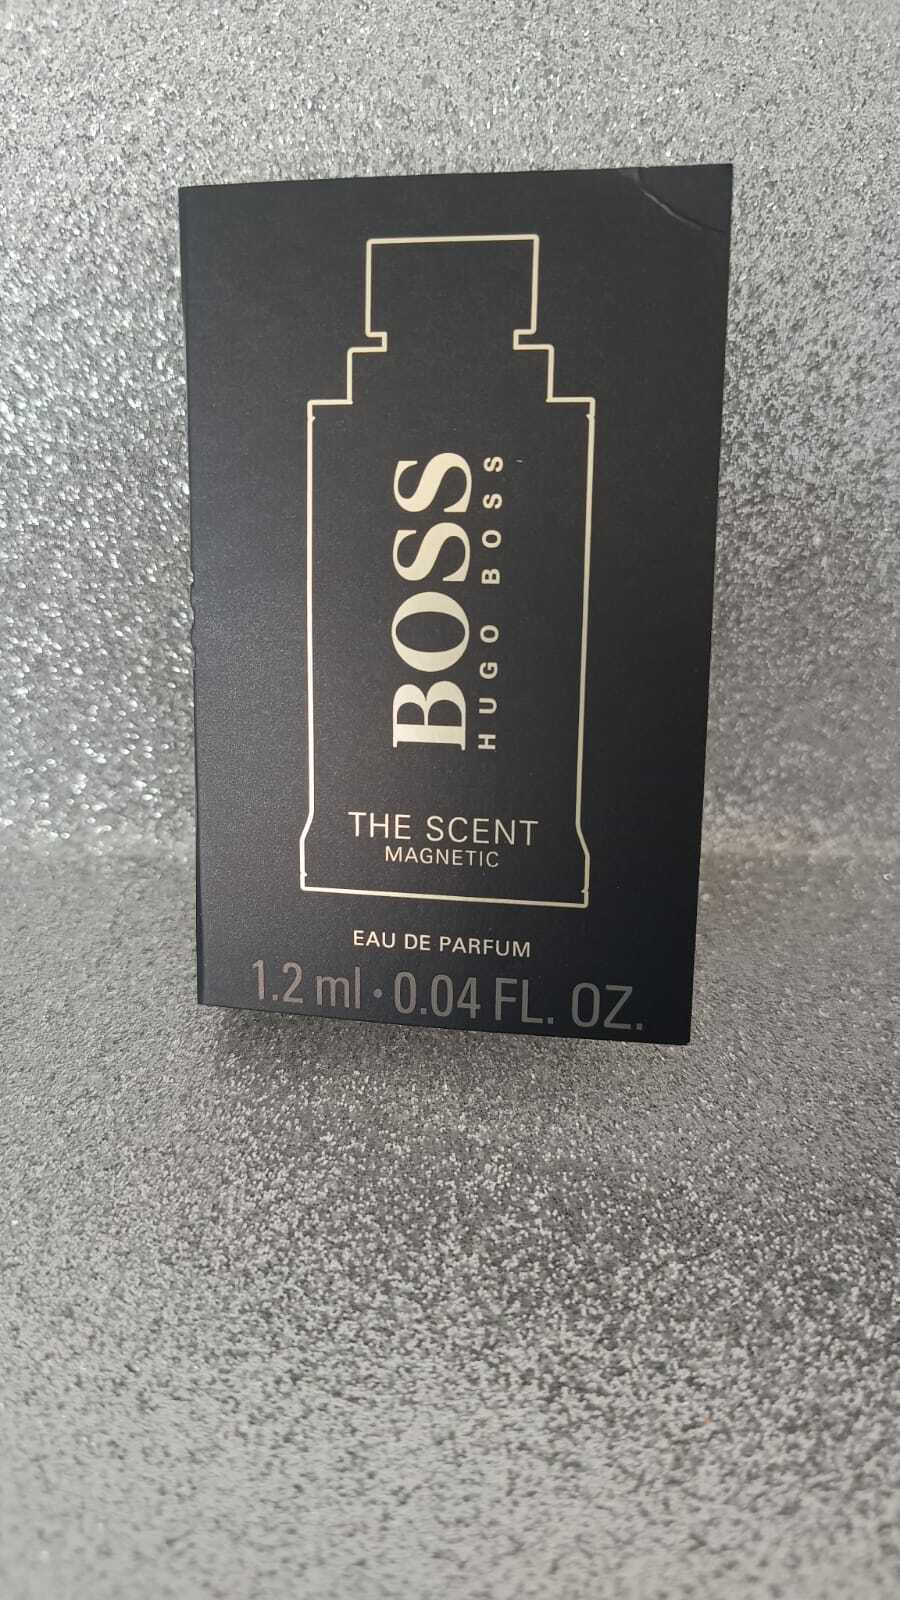 BOSS
HUGO BOSS
THE SCENT
MAGNETIC
EAU DE PARFUM
1.2 ml · 0.04 FL. OZ.